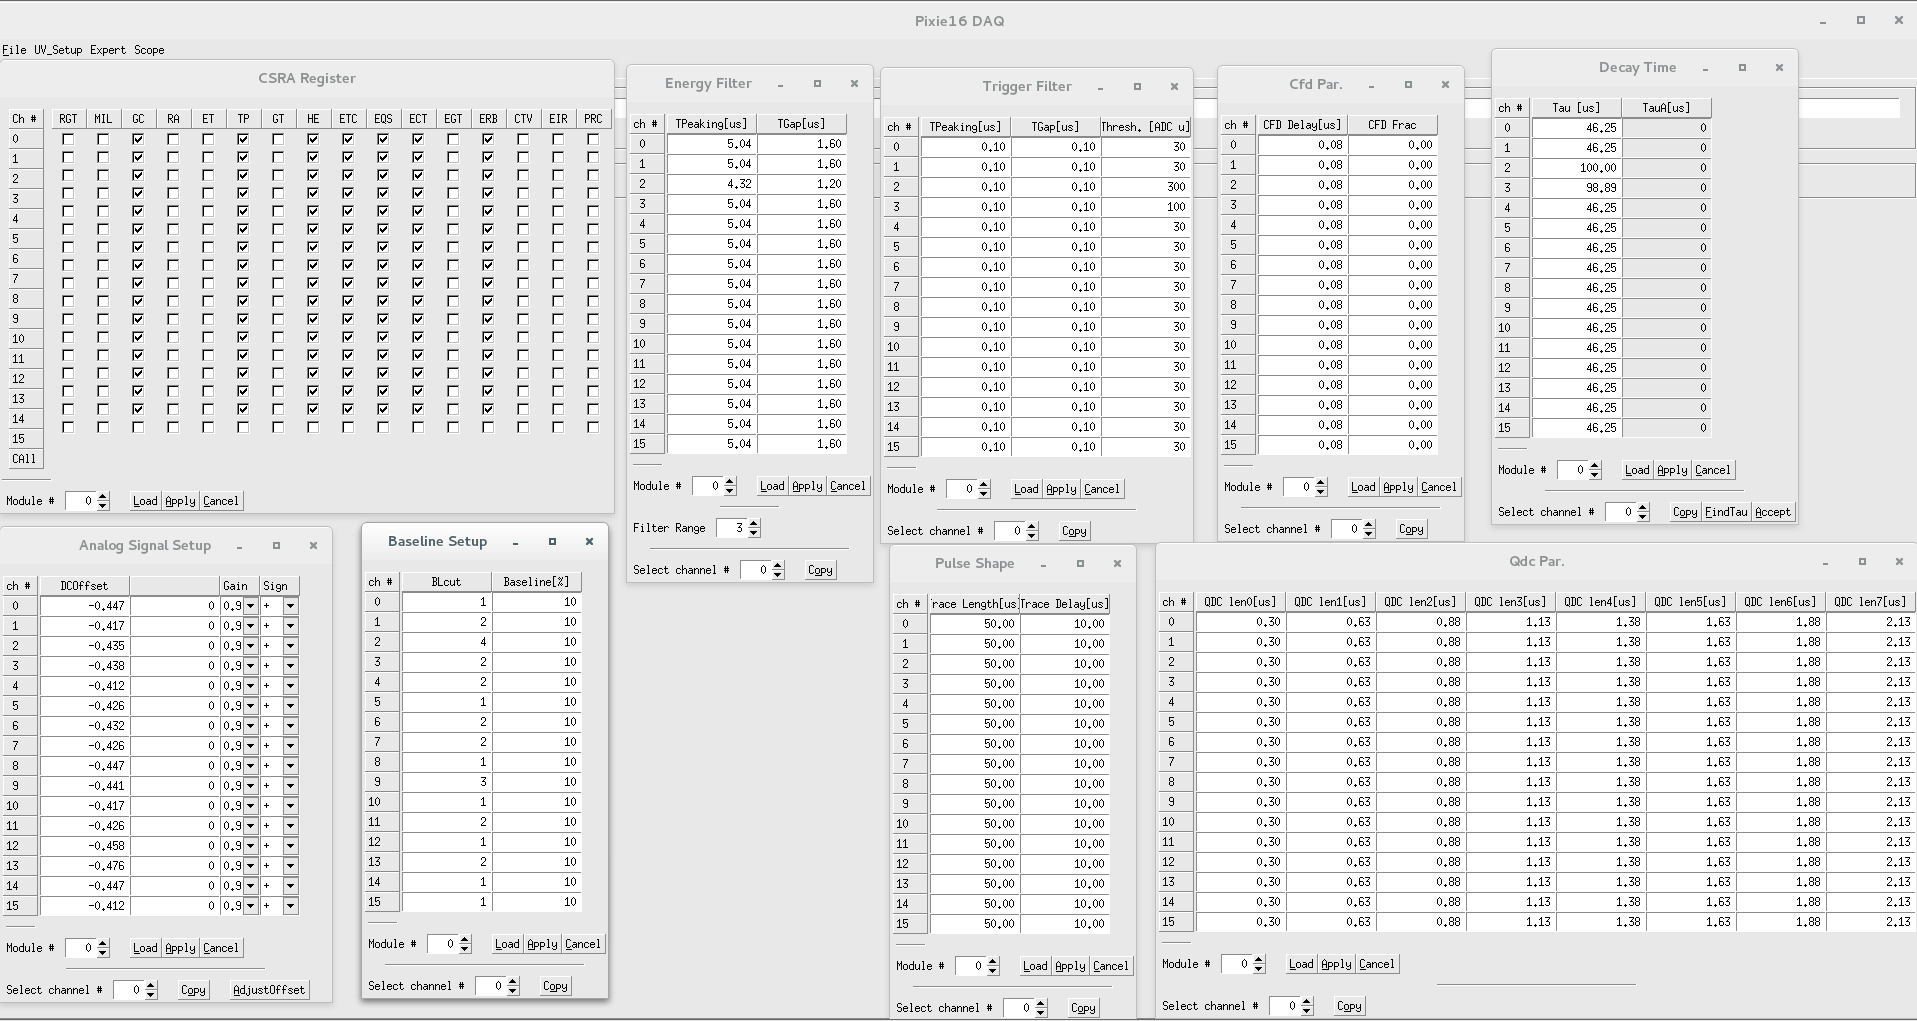 Pixie16 DAQ
File UV_Setup Expert Scope
CSRA Register
Ch # RGT MIL GC RA ET TP GT HE ETC EQS ECT EGT ERB CTV EIR PRC
0
1
2
3
4
5
6
7
8
9
10
11
12
13
14
15
CAll
Module # 0 Load Apply Cancel
Energy Filter
ch # TPeaking[us] TGap[us]
0 5.04 1.60
1 5.04 1.60
2 4.32 1.20
3 5.04 1.60
4 5.04 1.60
5 5.04 1.60
6 5.04 1.60
7 5.04 1.60
8 5.04 1.60
9 5.04 1.60
10 5.04 1.60
11 5.04 1.60
12 5.04 1.60
13 5.04 1.60
14 5.04 1.60
15 5.04 1.60
Module # 0 Load Apply Cancel
Filter Range 3
Select channel # 0 Copy
Trigger Filter
ch # TPeaking[us] TGap[us] Thresh. [ADC u]
0 0.10 0.10 30
1 0.10 0.10 30
2 0.10 0.10 300
3 0.10 0.10 100
4 0.10 0.10 30
5 0.10 0.10 30
6 0.10 0.10 30
7 0.10 0.10 30
8 0.10 0.10 30
9 0.10 0.10 30
10 0.10 0.10 30
11 0.10 0.10 30
12 0.10 0.10 30
13 0.10 0.10 30
14 0.10 0.10 30
15 0.10 0.10 30
Module # 0 Load Apply Cancel
Select channel # 0 Copy
Cfd Par.
ch # CFD Delay[us] CFD Frac
0 0.08 0.00
1 0.08 0.00
2 0.08 0.00
3 0.08 0.00
4 0.08 0.00
5 0.08 0.00
6 0.08 0.00
7 0.08 0.00
8 0.08 0.00
9 0.08 0.00
10 0.08 0.00
11 0.08 0.00
12 0.08 0.00
13 0.08 0.00
14 0.08 0.00
15 0.08 0.00
Module # 0 Load Apply Cancel
Select channel # 0 Copy
Decay Time
ch # Tau [us] TauA[us]
0 46.25 0
1 46.25 0
2 100.00 0
3 98.89 0
4 46.25 0
5 46.25 0
6 46.25 0
7 46.25 0
8 46.25 0
9 46.25 0
10 46.25 0
11 46.25 0
12 46.25 0
13 46.25 0
14 46.25 0
15 46.25 0
Module # 0 Load Apply Cancel
Select channel # 0 Copy FindTau Accept
Analog Signal Setup
ch # DCOffset Gain Sign
0 -0.447 0 0.9 +
1 -0.417 0 0.9 +
2 -0.435 0 0.9 +
3 -0.438 0 0.9 +
4 -0.412 0 0.9 +
5 -0.426 0 0.9 +
6 -0.432 0 0.9 +
7 -0.426 0 0.9 +
8 -0.447 0 0.9 +
9 -0.441 0 0.9 +
10 -0.417 0 0.9 +
11 -0.426 0 0.9 +
12 -0.458 0 0.9 +
13 -0.476 0 0.9 +
14 -0.447 0 0.9 +
15 -0.412 0 0.9 +
Module # 0 Load Apply Cancel
Select channel # 0 Copy AdjustOffset
Baseline Setup
ch # BLcut Baseline[%]
0 1 10
1 2 10
2 4 10
3 2 10
4 2 10
5 1 10
6 2 10
7 2 10
8 1 10
9 3 10
10 1 10
11 2 10
12 1 10
13 2 10
14 1 10
15 1 10
Module # 0 Load Apply Cancel
Select channel # 0 Copy
Pulse Shape
ch # race Length[us] Trace Delay[us]
0 50.00 10.00
1 50.00 10.00
2 50.00 10.00
3 50.00 10.00
4 50.00 10.00
5 50.00 10.00
6 50.00 10.00
7 50.00 10.00
8 50.00 10.00
9 50.00 10.00
10 50.00 10.00
11 50.00 10.00
12 50.00 10.00
13 50.00 10.00
14 50.00 10.00
15 50.00 10.00
Module # 0 Load Apply Cancel
Select channel # 0 Copy
Qdc Par.
ch # QDC len0[us] QDC len1[us] QDC len2[us] QDC len3[us] QDC len4[us] QDC len5[us] QDC len6[us] QDC len7[us]
0 0.30 0.63 0.88 1.13 1.38 1.63 1.88 2.13
1 0.30 0.63 0.88 1.13 1.38 1.63 1.88 2.13
2 0.30 0.63 0.88 1.13 1.38 1.63 1.88 2.13
3 0.30 0.63 0.88 1.13 1.38 1.63 1.88 2.13
4 0.30 0.63 0.88 1.13 1.38 1.63 1.88 2.13
5 0.30 0.63 0.88 1.13 1.38 1.63 1.88 2.13
6 0.30 0.63 0.88 1.13 1.38 1.63 1.88 2.13
7 0.30 0.63 0.88 1.13 1.38 1.63 1.88 2.13
8 0.30 0.63 0.88 1.13 1.38 1.63 1.88 2.13
9 0.30 0.63 0.88 1.13 1.38 1.63 1.88 2.13
10 0.30 0.63 0.88 1.13 1.38 1.63 1.88 2.13
11 0.30 0.63 0.88 1.13 1.38 1.63 1.88 2.13
12 0.30 0.63 0.88 1.13 1.38 1.63 1.88 2.13
13 0.30 0.63 0.88 1.13 1.38 1.63 1.88 2.13
14 0.30 0.63 0.88 1.13 1.38 1.63 1.88 2.13
15 0.30 0.63 0.88 1.13 1.38 1.63 1.88 2.13
Module # 0 Load Apply Cancel
Select channel # 0 Copy